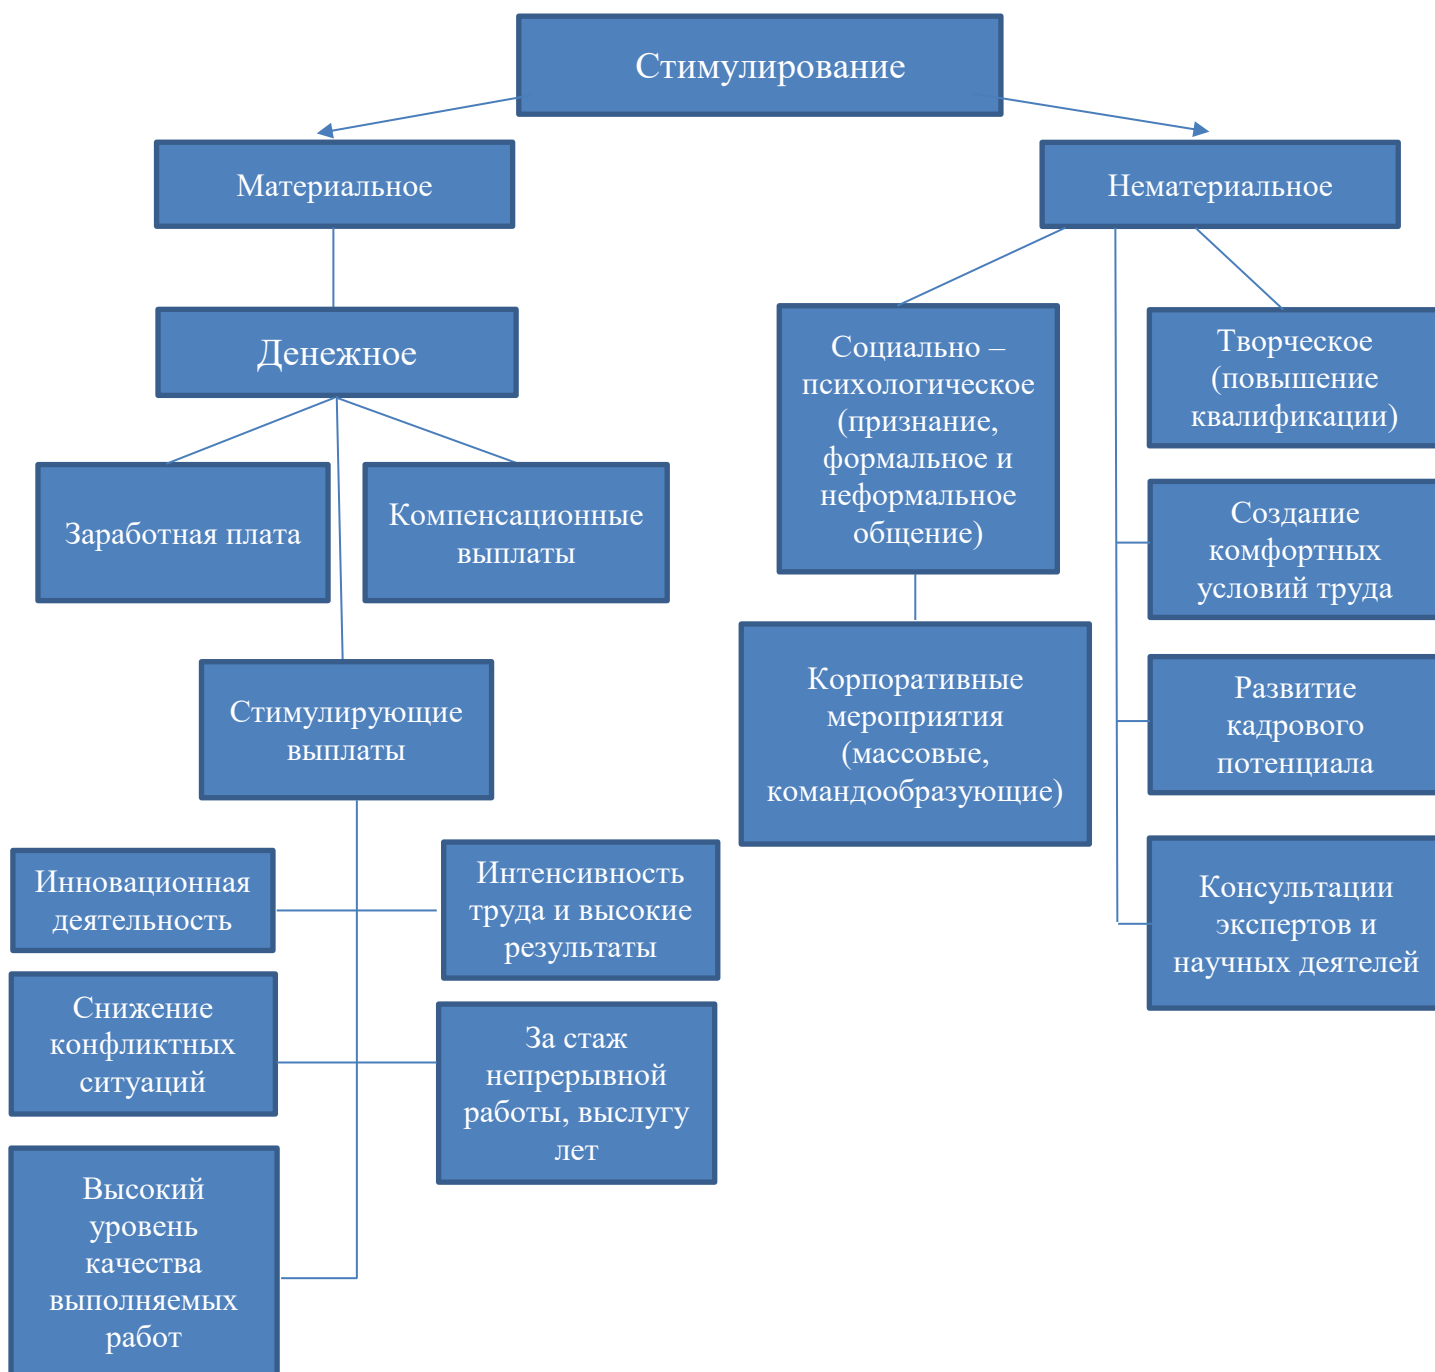 Стимулирование
Материальное
Нематериальное
Денежное
Социально –
психологическое
(признание,
формальное и
неформальное
общение)
Творческое
(повышение
квалификации)
Заработная плата
Компенсационные
выплаты
Создание
комфортных
условий труда
Корпоративные
мероприятия
(массовые,
командообразующие)
Развитие
кадрового
потенциала
Стимулирующие
выплаты
Инновационная
деятельность
Интенсивность
труда и высокие
результаты
Консультации
экспертов и
научных деятелей
Снижение
конфликтных
ситуаций
За стаж
непрерывной
работы, выслугу
лет
Высокий
уровень
качества
выполняемых
работ